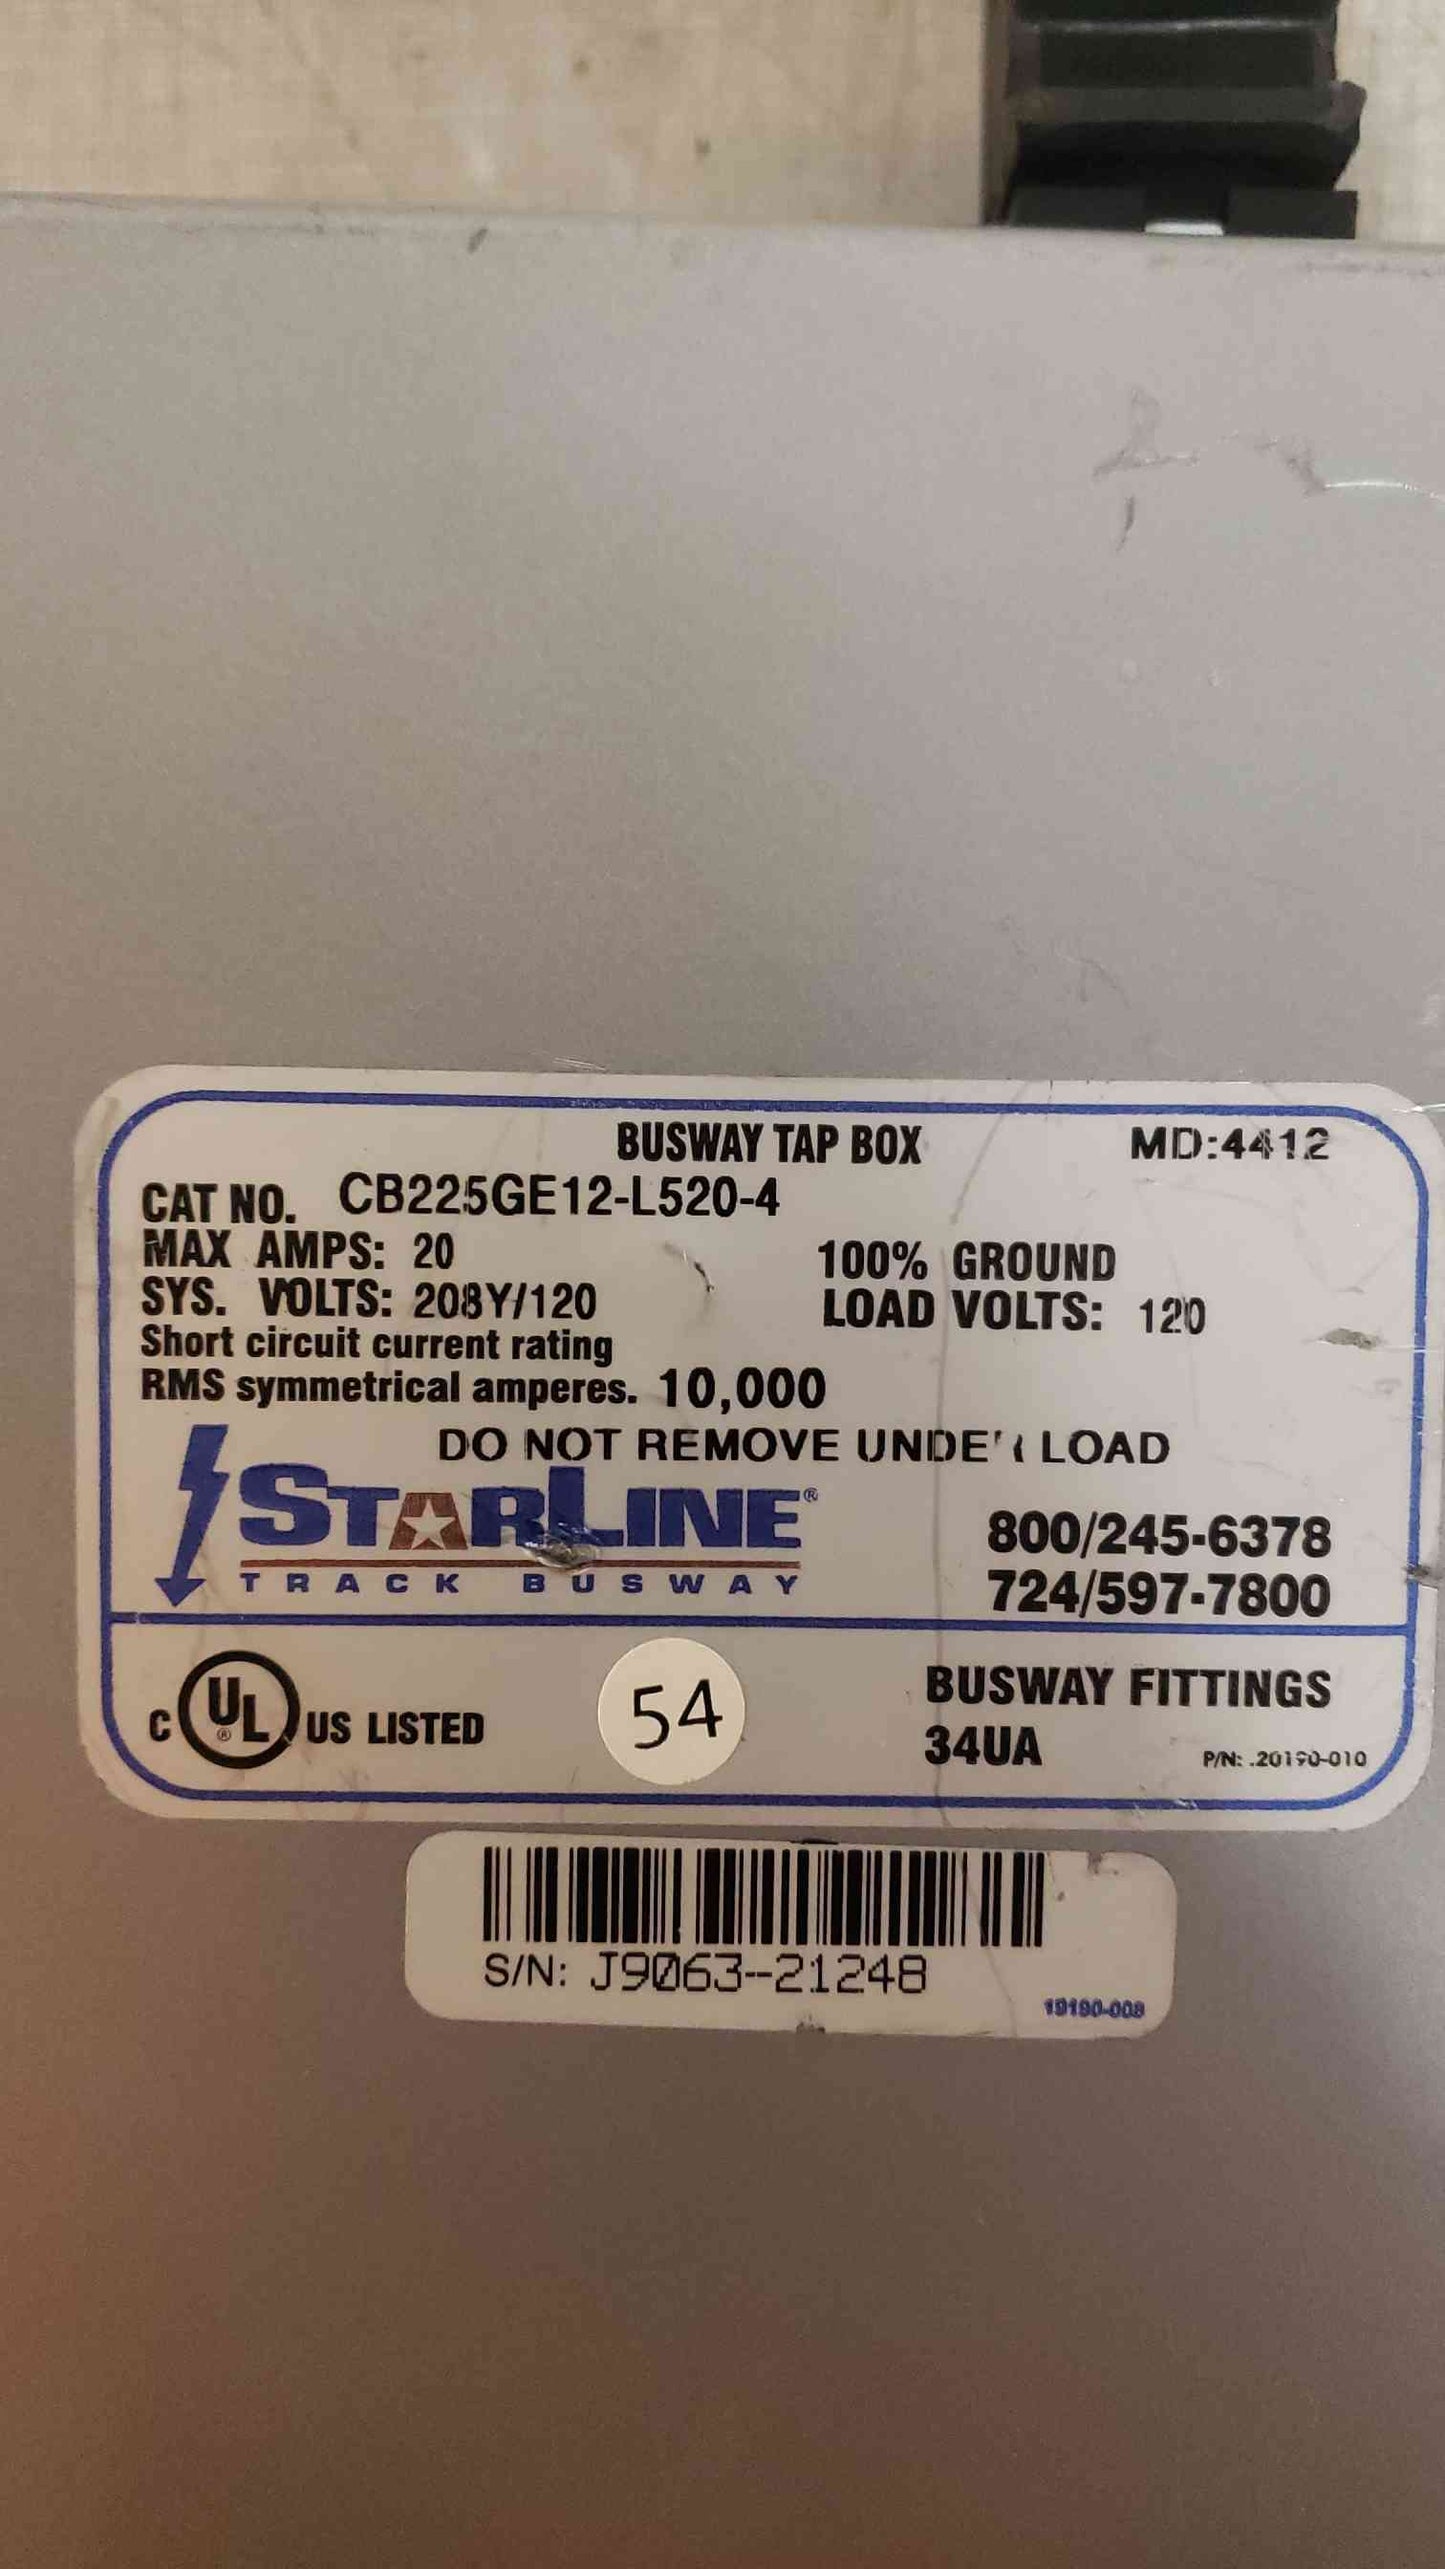 BUSWAY TAP BOX MD:4412
CAT NO. CB225GE12-L520-4
MAX AMPS: 20 100% GROUND
SYS. VOLTS: 208Y/120 LOAD VOLTS: 120
Short circuit current rating
RMS symmetrical amperes. 10,000
DO NOT REMOVE UNDER LOAD
STARLINE®
TRACK BUSWAY
800/245-6378
724/597-7800
C UL® US LISTED
54
BUSWAY FITTINGS
34UA P/N: .20190-010
S/N: J9063--21248
19190-008